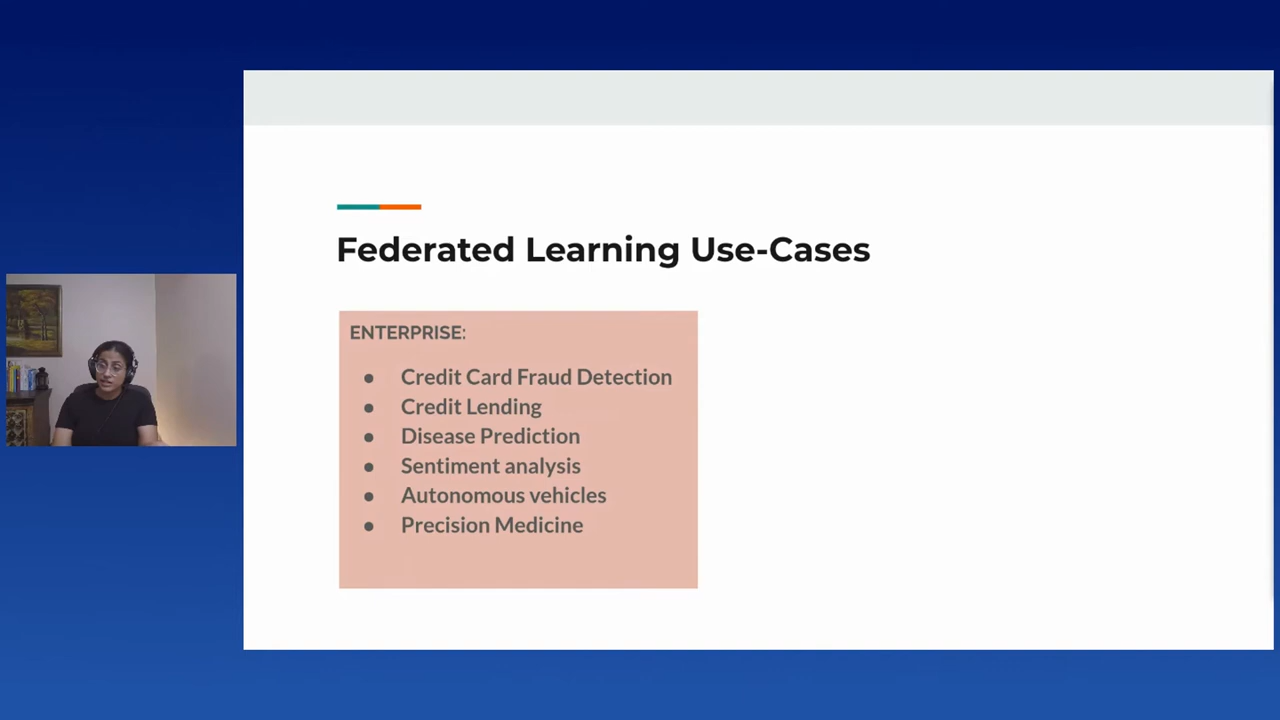 Federated Learning Use-Cases
ENTERPRISE:
● Credit Card Fraud Detection
● Credit Lending
● Disease Prediction
● Sentiment analysis
● Autonomous vehicles
● Precision Medicine